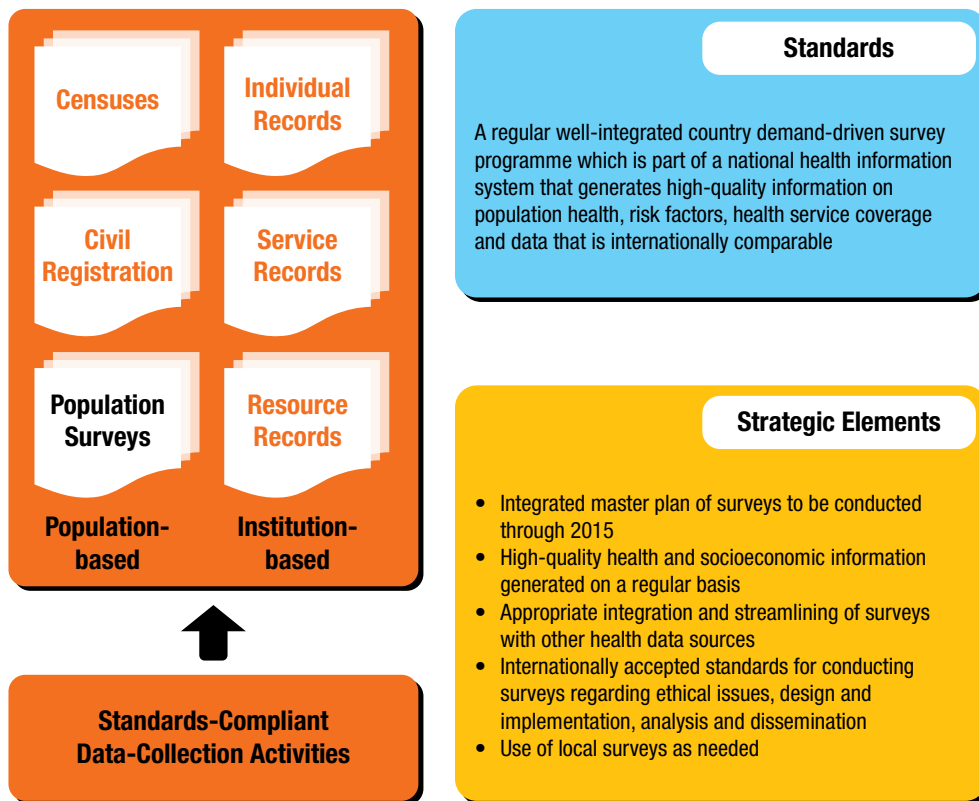 Censuses
Individual
Records
Civil
Registration
Service
Records
Population
Surveys
Resource
Records
Population-
based
Institution-
based
Standards-Compliant
Data-Collection Activities
Standards
A regular well-integrated country demand-driven survey
programme which is part of a national health information
system that generates high-quality information on
population health, risk factors, health service coverage
and data that is internationally comparable
Strategic Elements
• Integrated master plan of surveys to be conducted
through 2015
• High-quality health and socioeconomic information
generated on a regular basis
• Appropriate integration and streamlining of surveys
with other health data sources
• Internationally accepted standards for conducting
surveys regarding ethical issues, design and
implementation, analysis and dissemination
• Use of local surveys as needed